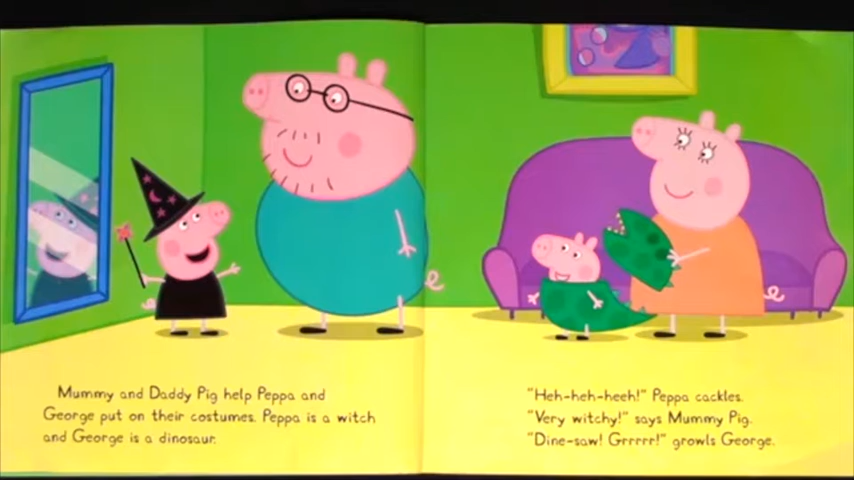 Mummy and Daddy Pig help Peppa and
George put on their costumes. Peppa is a witch
and George is a dinosaur.
"Heh-heh-heeh!" Peppa cackles.
"Very witchy!" says Mummy Pig.
"Dine-saw! Grrrrr!" growls George.